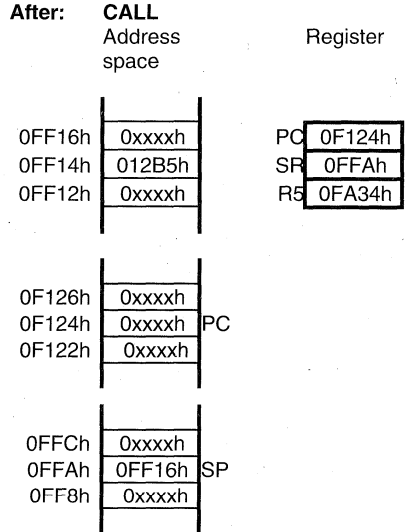 After: CALL
Address space
Register
0FF16h 0xxxxh PC 0F124h
0FF14h 012B5h SR 0FFAh
0FF12h 0xxxxh R5 0FA34h
0F126h 0xxxxh
0F124h 0xxxxh PC
0F122h 0xxxxh
0FFCh 0xxxxh
0FFAh 0FF16h SP
0FF8h 0xxxxh